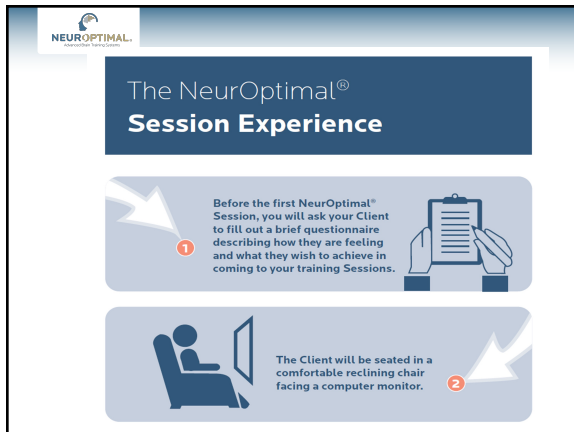 NEUROPTIMAL®
Advanced Brain Training Systems
The NeurOptimal®
Session Experience
Before the first NeurOptimal®
Session, you will ask your Client
to fill out a brief questionnaire
describing how they are feeling
and what they wish to achieve in
coming to your training Sessions.
1
The Client will be seated in a
comfortable reclining chair
facing a computer monitor.
2